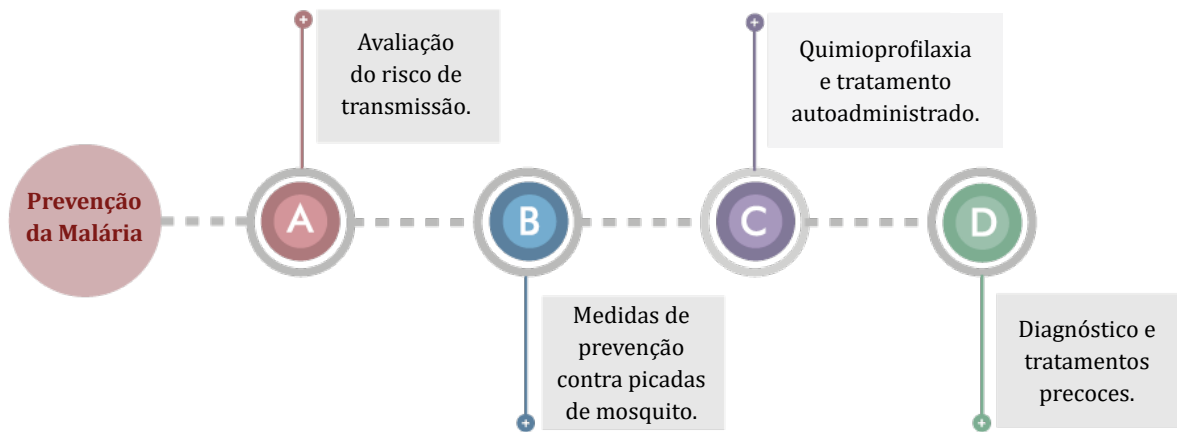 Prevenção
da Malária
A
Avaliação
do risco de
transmissão.
B
Medidas de
prevenção
contra picadas
de mosquito.
C
Quimioprofilaxia
e tratamento
autoadministrado.
D
Diagnóstico e
tratamentos
precoces.